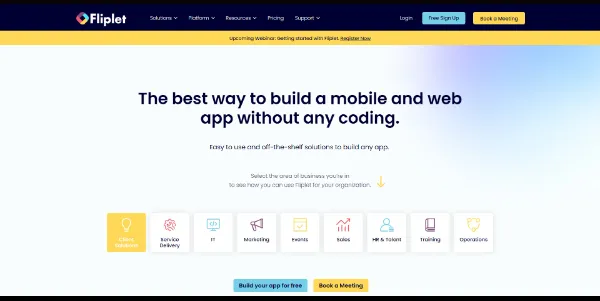 Fliplet
Solutions
Platform
Resources
Pricing
Support
Login
Free Sign Up
Book a Meeting
Upcoming Webinar: Getting started with Fliplet. Register Now
The best way to build a mobile and web
app without any coding.
Easy to use and off-the-shelf solutions to build any app.
Select the area of business you're in
to see how you can use Fliplet for your organization.
Service
Delivery
IT
Marketing
Events
Sales
HR & Talent
Training
Operations
Build your app for free
Book a Meeting